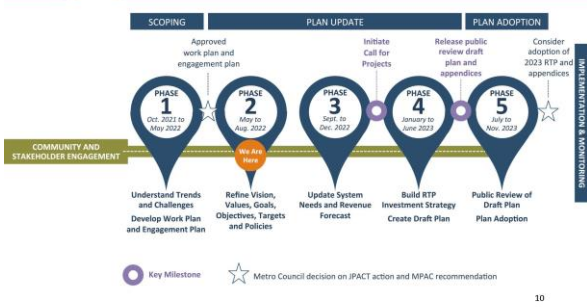 SCOPING
PLAN UPDATE
PLAN ADOPTION
Approved
work plan and
engagement plan
Initiate
Call for
Projects
Release public
review draft
plan and
appendices
Consider
adoption of
2023 RTP and
appendices
PHASE
1
Oct. 2021 to
May 2022
PHASE
2
May to
Aug. 2022
PHASE
3
Sept. to
Dec. 2022
PHASE
4
January to
June 2023
PHASE
5
July to
Nov. 2023
IMPLEMENTATION & MONITORING
COMMUNITY AND
STAKEHOLDER ENGAGEMENT
We Are
Here
Understand Trends
and Challenges
Develop Work Plan
and Engagement Plan
Refine Vision,
Values, Goals,
Objectives, Targets
and Policies
Update System
Needs and Revenue
Forecast
Build RTP
Investment Strategy
Create Draft Plan
Public Review of
Draft Plan
Plan Adoption
Key Milestone
Metro Council decision on JPACT action and MPAC recommendation
10